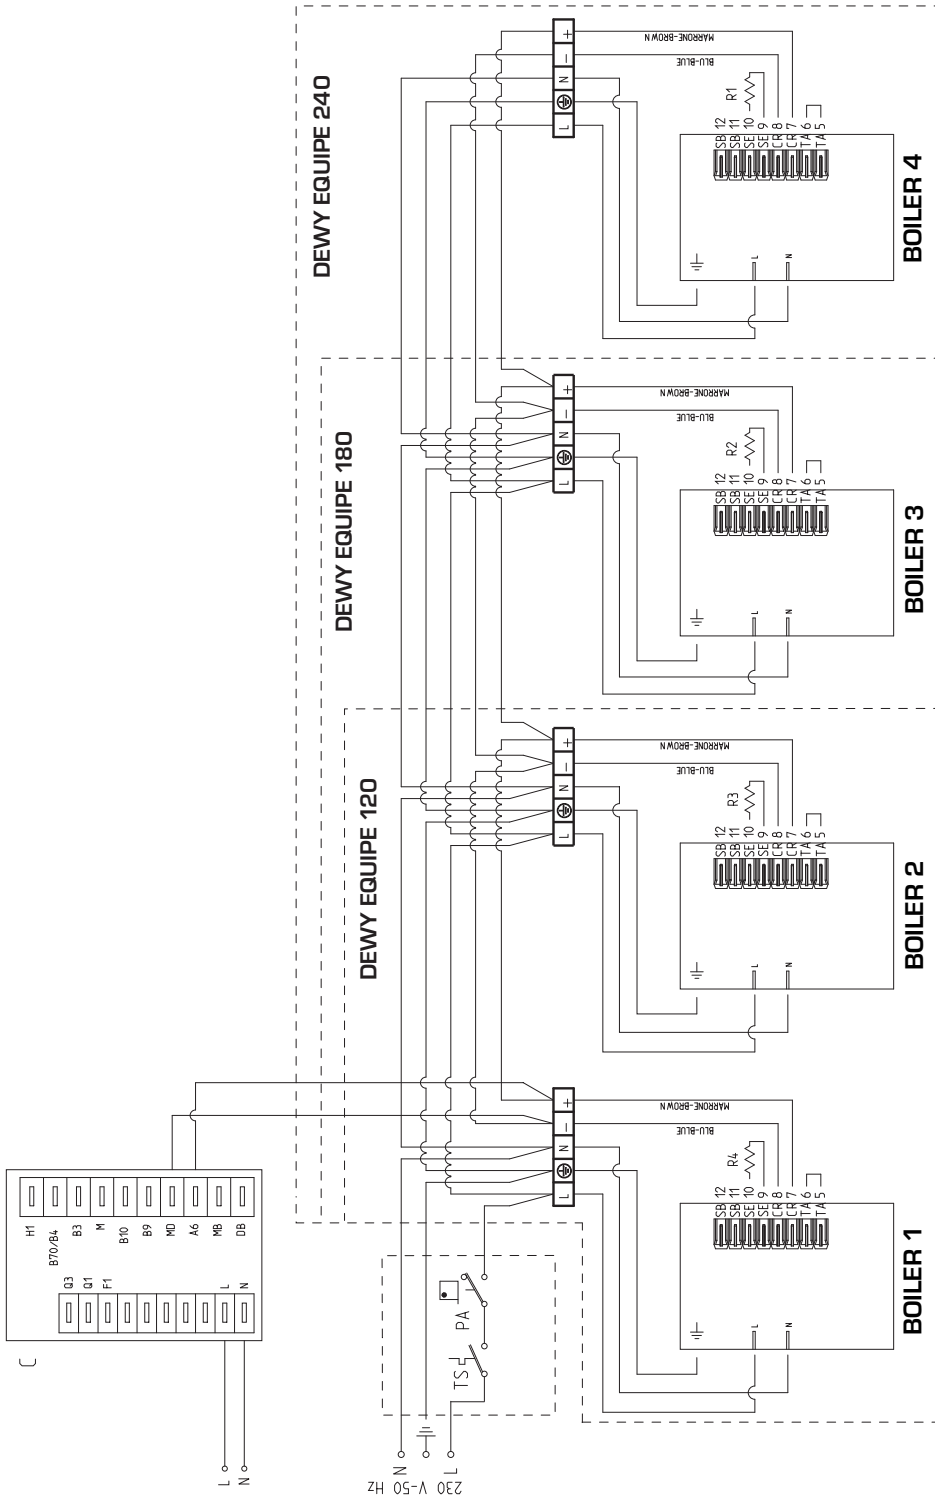 DEWY EQUIPE 240
DEWY EQUIPE 180
DEWY EQUIPE 120
+
–
N
L
MARRONE-BROWN
BLU-BLUE
R1
SB 12
SB 11
SE 10
SE 9
CR 8
CR 7
TA 6
TA 5
L
N
BOILER 4
+
–
N
L
MARRONE-BROWN
BLU-BLUE
R2
SB 12
SB 11
SE 10
SE 9
CR 8
CR 7
TA 6
TA 5
L
N
BOILER 3
+
–
N
L
MARRONE-BROWN
BLU-BLUE
R3
SB 12
SB 11
SE 10
SE 9
CR 8
CR 7
TA 6
TA 5
L
N
BOILER 2
+
–
N
L
MARRONE-BROWN
BLU-BLUE
R4
SB 12
SB 11
SE 10
SE 9
CR 8
CR 7
TA 6
TA 5
L
N
BOILER 1
H1
B70/B4
B3
M
B10
B9
MD
A6
MB
DB
Q3
Q1
F1
L
N
C
L
N
PA
TS
N
L
230 V-50 Hz